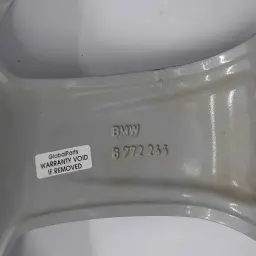 BMW
6 772 244
GlobalParts
WARRANTY VOID
IF REMOVED